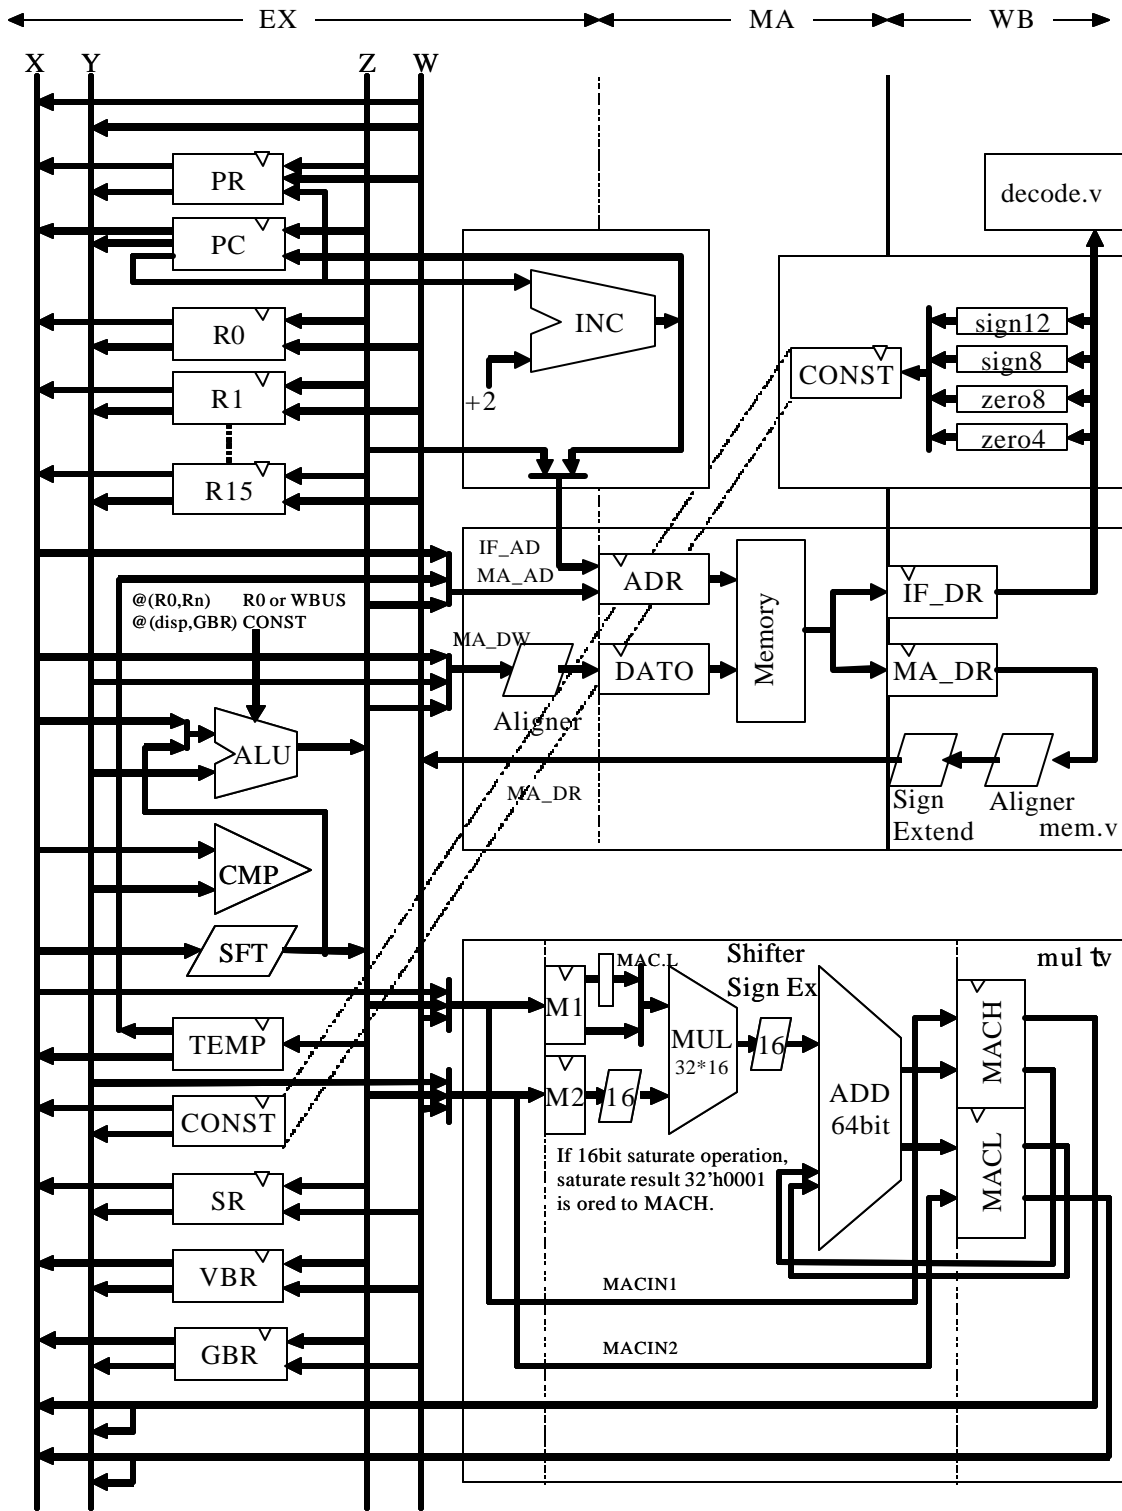 EX MA WB
X Y Z W
PR
decode.v
PC
INC
R0
sign12
sign8
CONST
R1
+2
zero8
zero4
R15
IF_AD
MA_AD
ADR
Memory
IF_DR
@(R0,Rn) R0 or WBUS
@(disp,GBR) CONST
MA_DW
DATO
MA_DR
Aligner
ALU
MA_DR
Sign
Extend
Aligner
mem.v
CMP
SFT
MAC.L
Shifter
Sign Ex
M1
MUL
32*16
16
MACH
TEMP
M2
16
ADD
64bit
CONST
MACL
If 16bit saturate operation,
saturate result 32'h0001
is ored to MACH.
SR
VBR
MACIN1
GBR
MACIN2